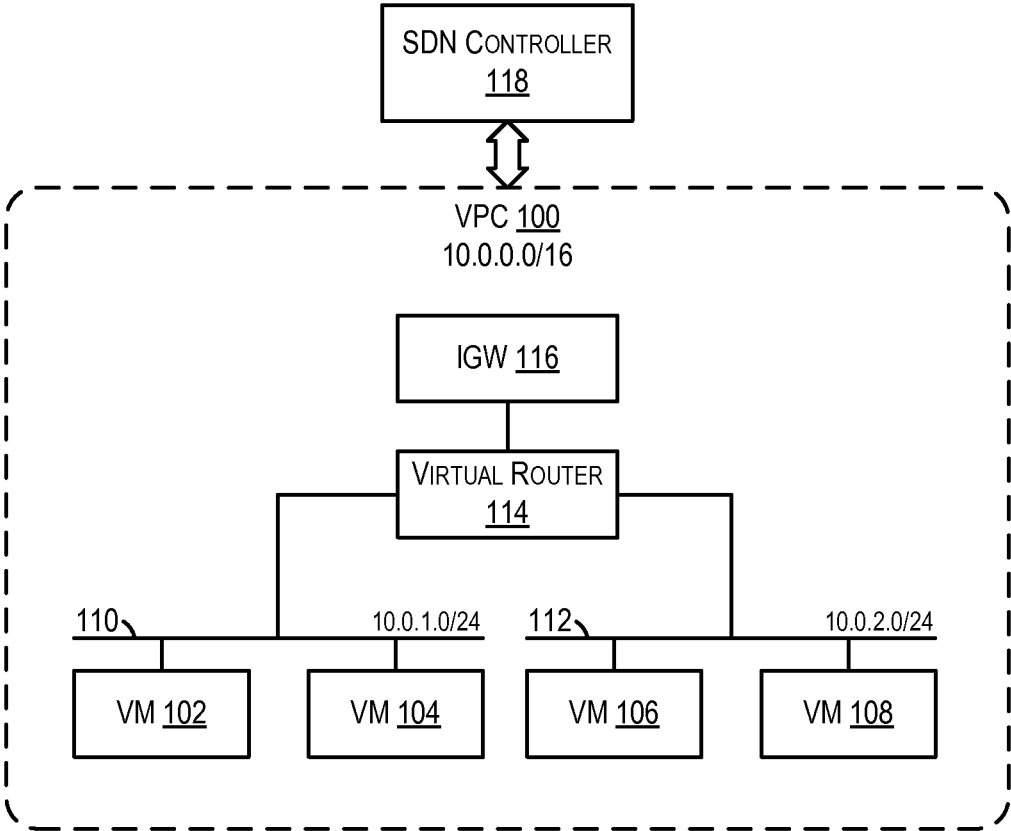 SDN CONTROLLER
118
VPC 100
10.0.0.0/16
IGW 116
VIRTUAL ROUTER
114
110
10.0.1.0/24
112
10.0.2.0/24
VM 102
VM 104
VM 106
VM 108